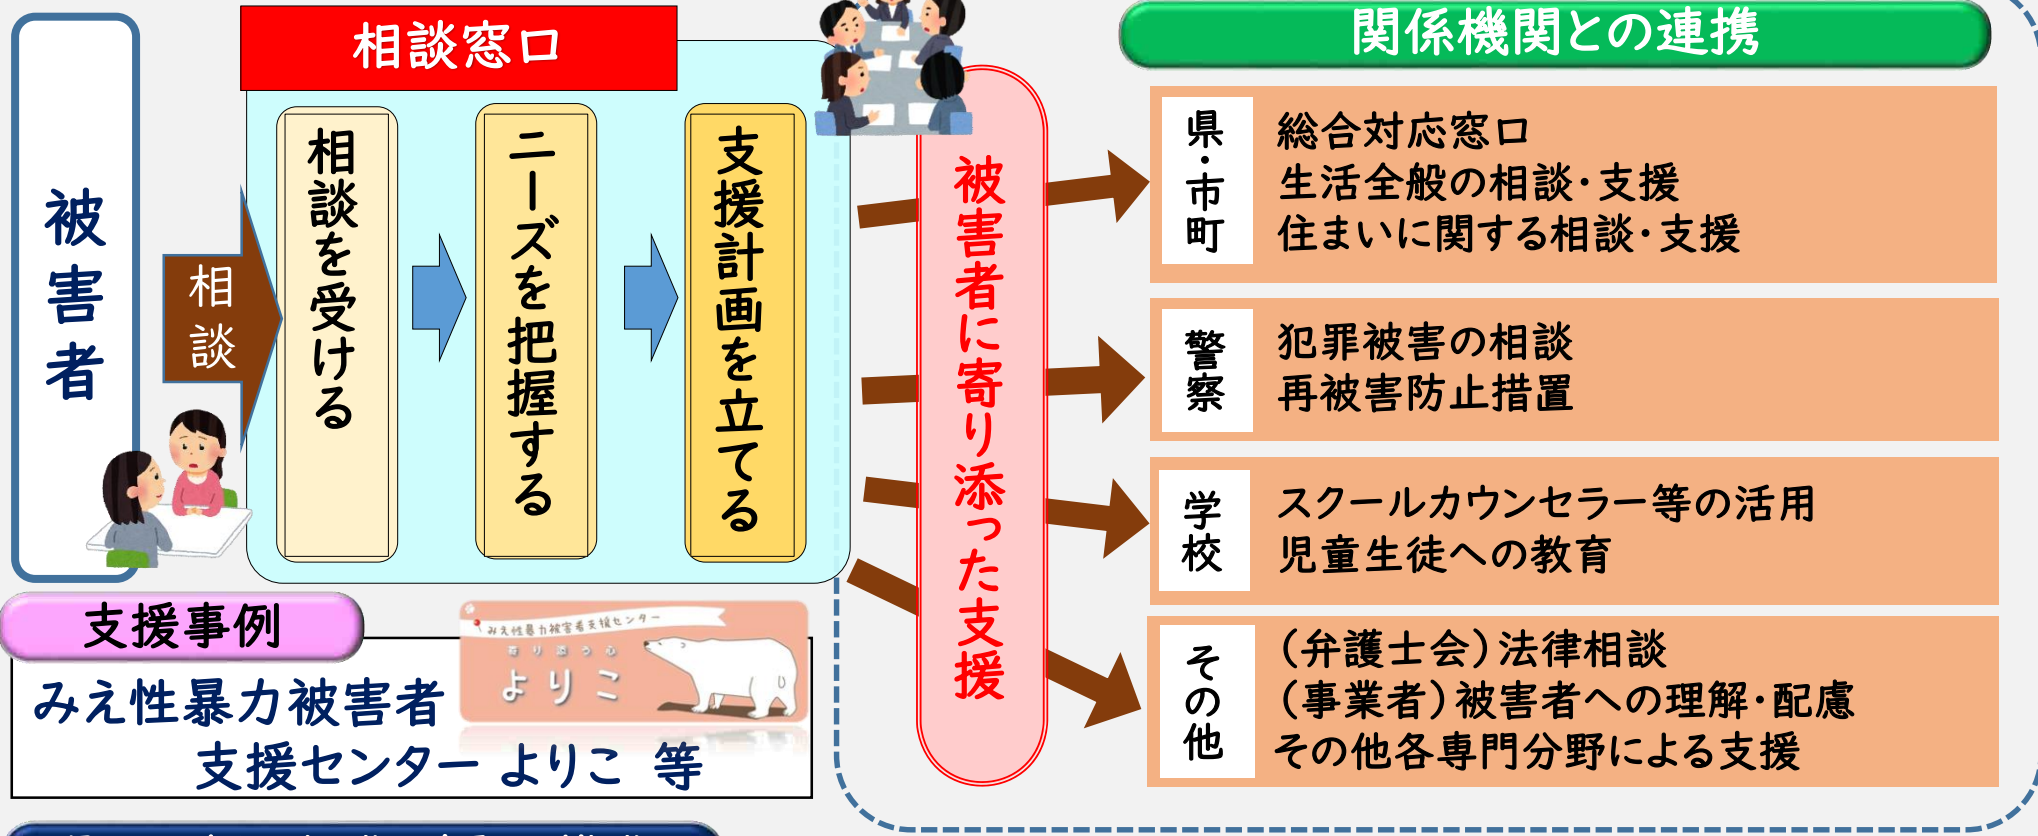 被害者
相談
相談窓口
相談を受ける
ニーズを把握する
支援計画を立てる
被害者に寄り添った支援
関係機関との連携
県・市町
総合対応窓口
生活全般の相談・支援
住まいに関する相談・支援
警察
犯罪被害の相談
再被害防止措置
学校
スクールカウンセラー等の活用
児童生徒への教育
その他
(弁護士会)法律相談
(事業者)被害者への理解・配慮
その他各専門分野による支援
支援事例
みえ性暴力被害者支援センター
寄り添う心
よりこ
みえ性暴力被害者
支援センター よりこ 等